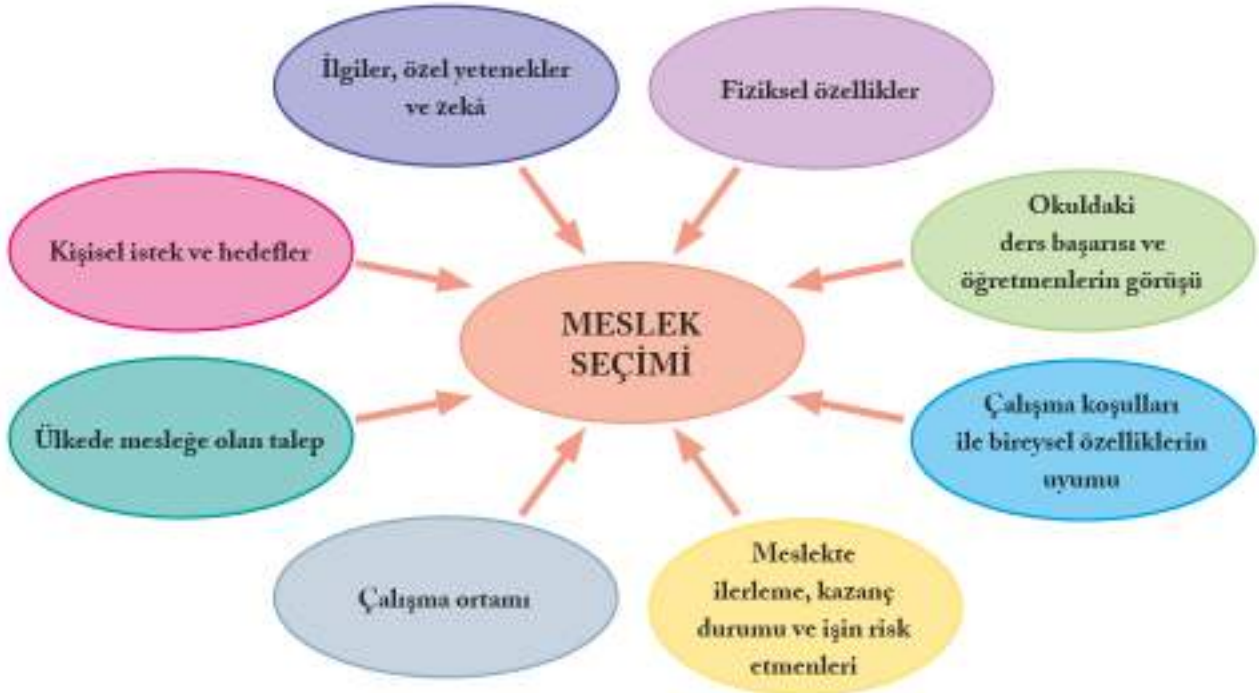 İlgiler, özel yetenekler
ve zekâ
Fiziksel özellikler
Kişisel istek ve hedefler
Okuldaki
ders başarısı ve
öğretmenlerin görüşü
MESLEK
SEÇİMİ
Ülkede mesleğe olan talep
Çalışma koşulları
ile bireysel özelliklerin
uyumu
Çalışma ortamı
Meslekte
ilerleme, kazanç
durumu ve işin risk
etmenleri